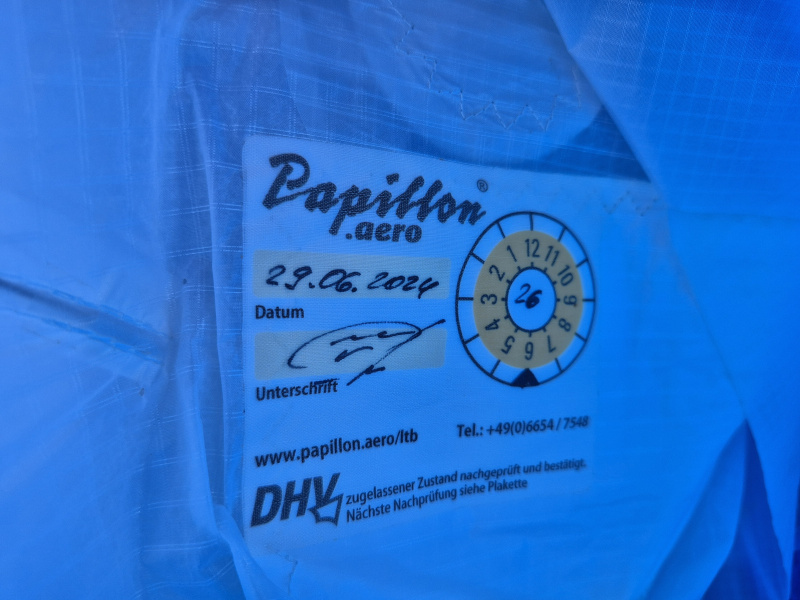 Papillon®
.aero
29.06.2024
Datum
Unterschrift
12 11 10 9 8 7 6 5 4 3 2 1
26
www.papillon.aero/ltb
Tel.: +49(0)6654 / 7548
DHV
zugelassener Zustand nachgeprüft und bestätigt.
Nächste Nachprüfung siehe Plakette